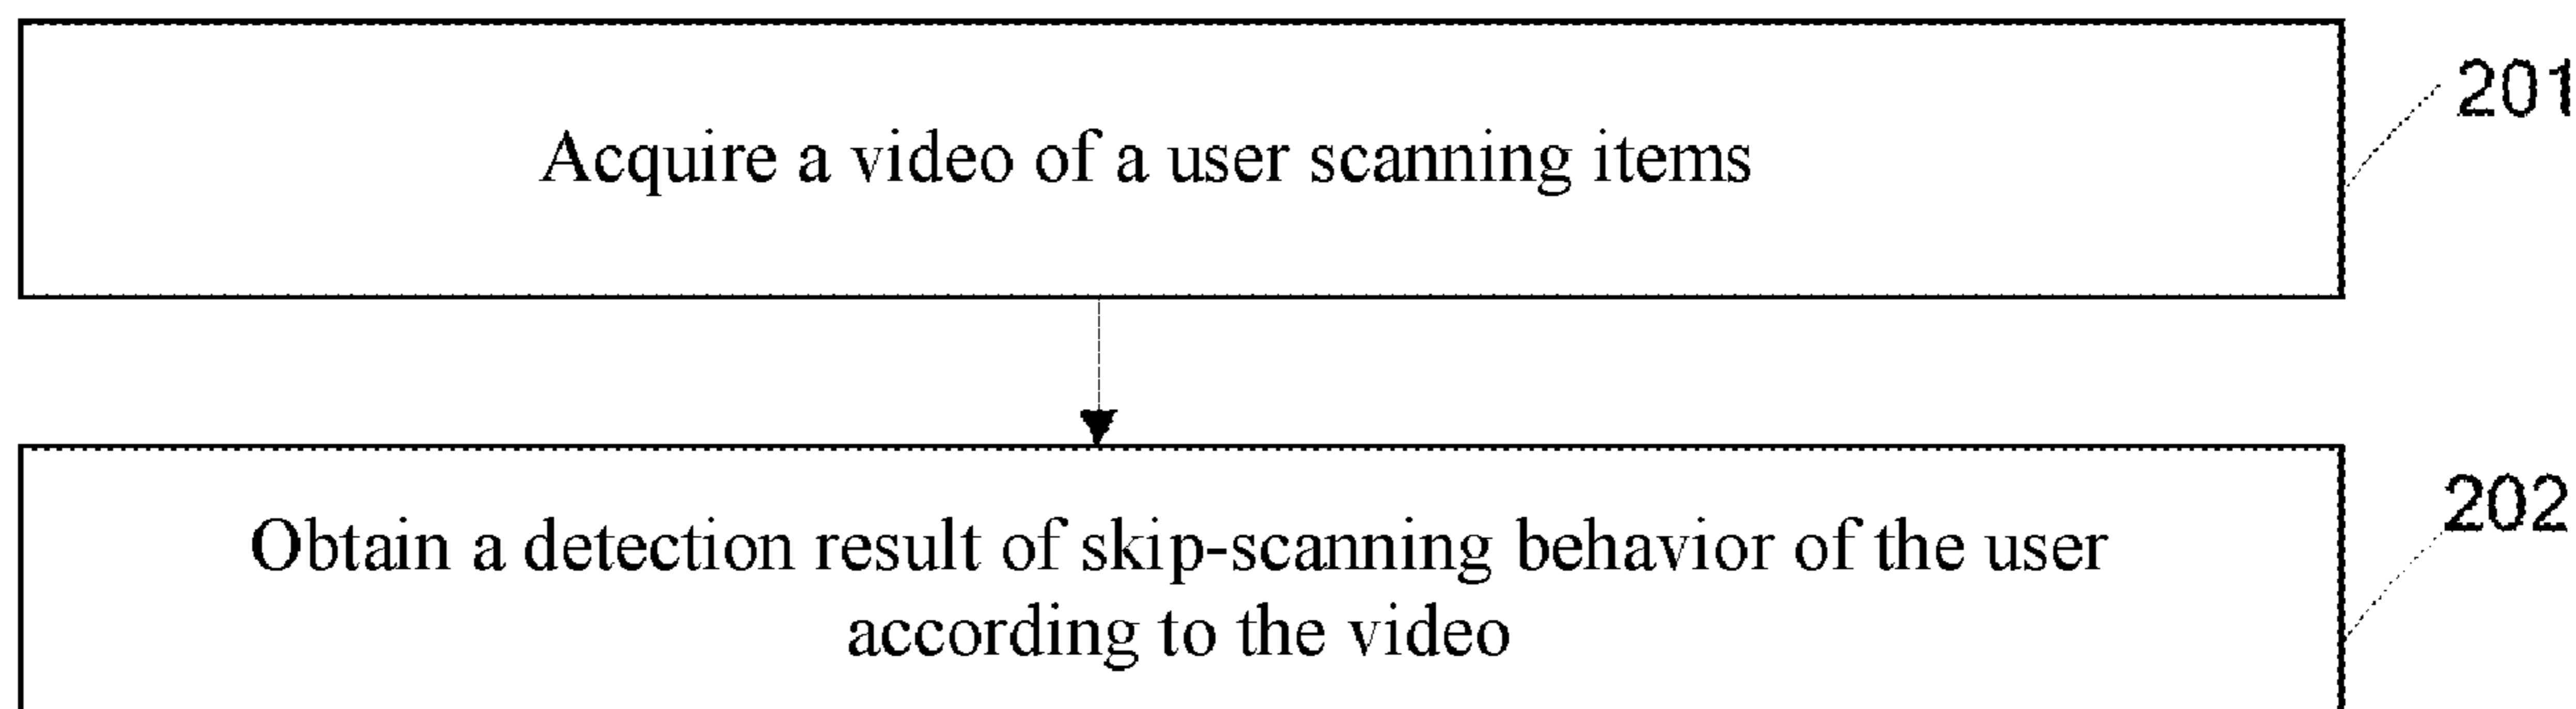 201
Acquire a video of a user scanning items
202
Obtain a detection result of skip-scanning behavior of the user
according to the video